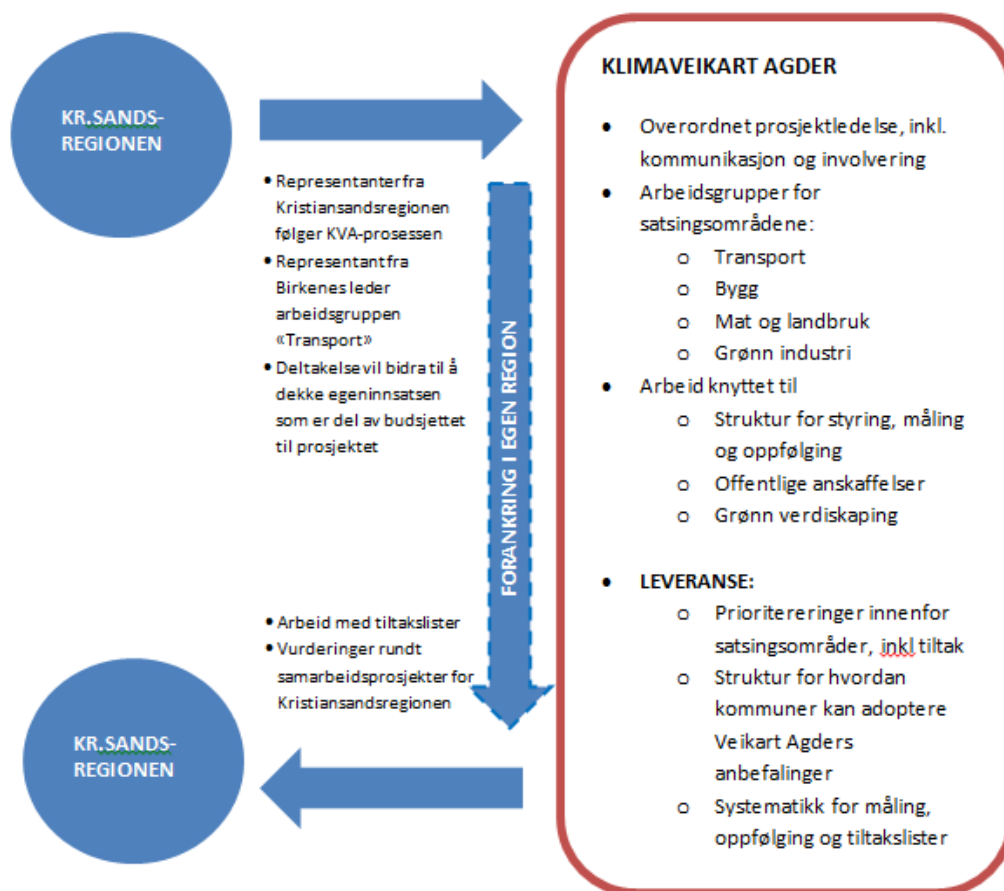 KR.SANDS-
REGIONEN
• Representanter fra
Kristiansandsregionen
følger KVA-prosessen
• Representant fra
Birkenes leder
arbeidsgruppen
«Transport»
• Deltakelse vil bidra til å
dekke egeninnsatsen
som er del av budsjettet
til prosjektet
FORANKRING I EGEN REGION
• Arbeid med tiltakslister
• Vurderinger rundt
samarbeidsprosjekter for
Kristiansandsregionen
KR.SANDS-
REGIONEN
KLIMAVEIKART AGDER
• Overordnet prosjektledelse, inkl.
kommunikasjon og involvering
• Arbeidsgrupper for
satsingsområdene:
o Transport
o Bygg
o Mat og landbruk
o Grønn industri
• Arbeid knyttet til
o Struktur for styring, måling
og oppfølging
o Offentlige anskaffelser
o Grønn verdiskaping
• LEVERANSE:
o Prioritereringer innenfor
satsingsområder, inkl tiltak
o Struktur for hvordan
kommuner kan adoptere
Veikart Agders
anbefalinger
o Systematikk for måling,
oppfølging og tiltakslister